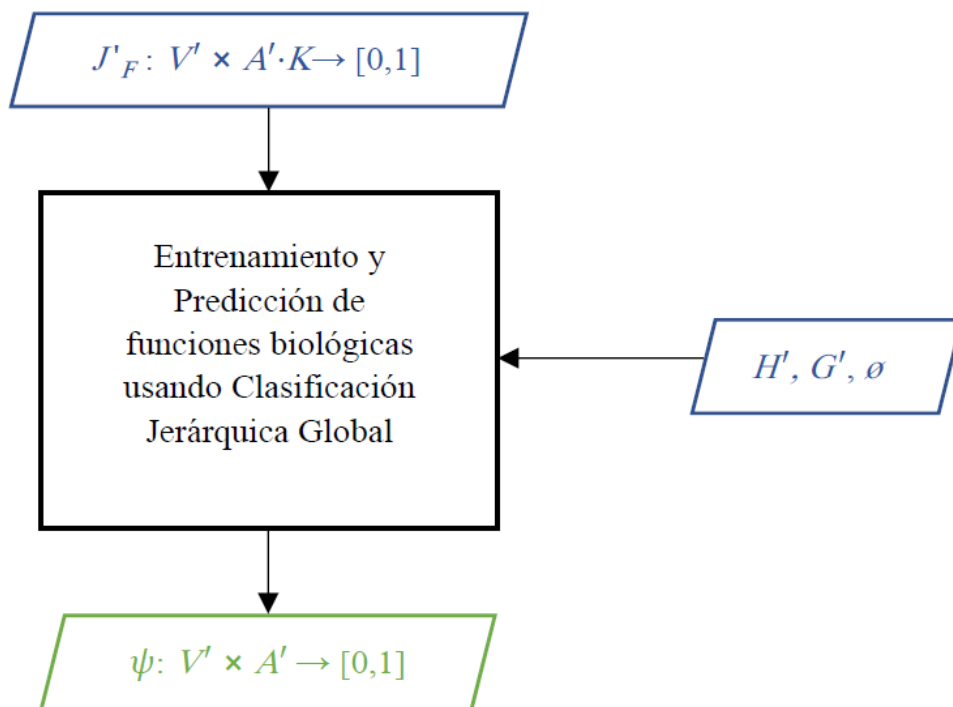 J'F: V′ × A′·K→ [0,1]
Entrenamiento y
Predicción de
funciones biológicas
usando Clasificación
Jerárquica Global
H′, G′, ø
ψ: V′ × A′ → [0,1]